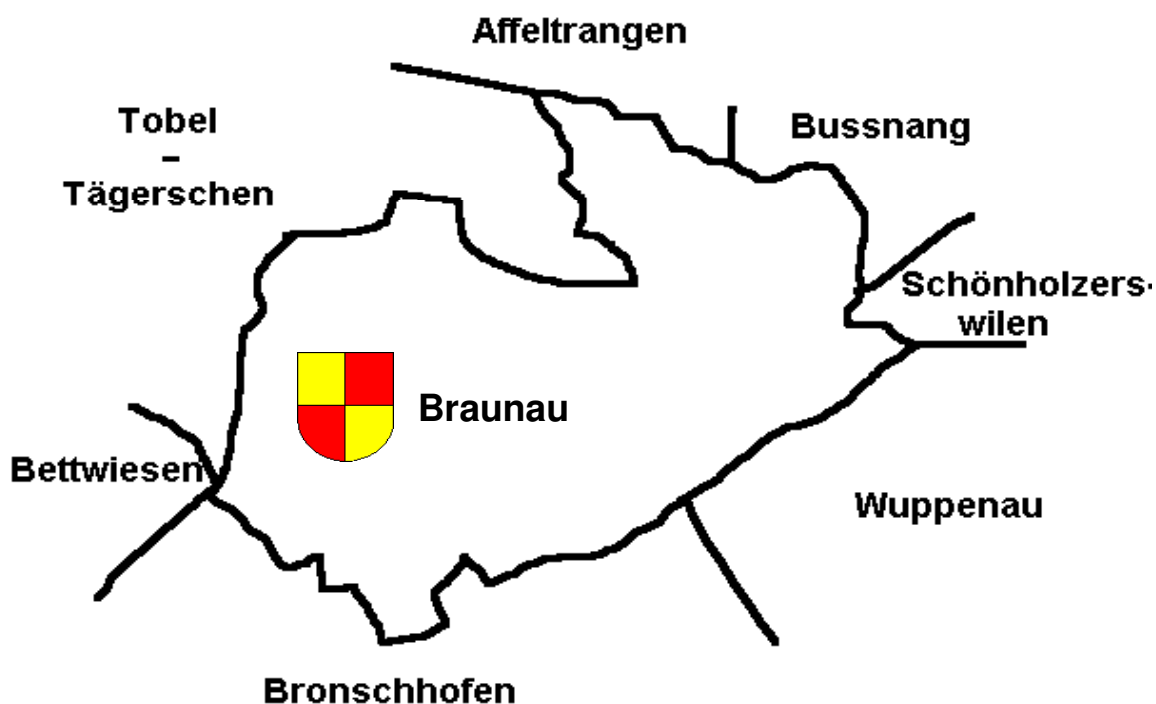 Affeltrangen
Tobel
–
Tägerschen
Bussnang
Schönholzers-
wilen
Braunau
Bettwiesen
Wuppenau
Bronschhofen